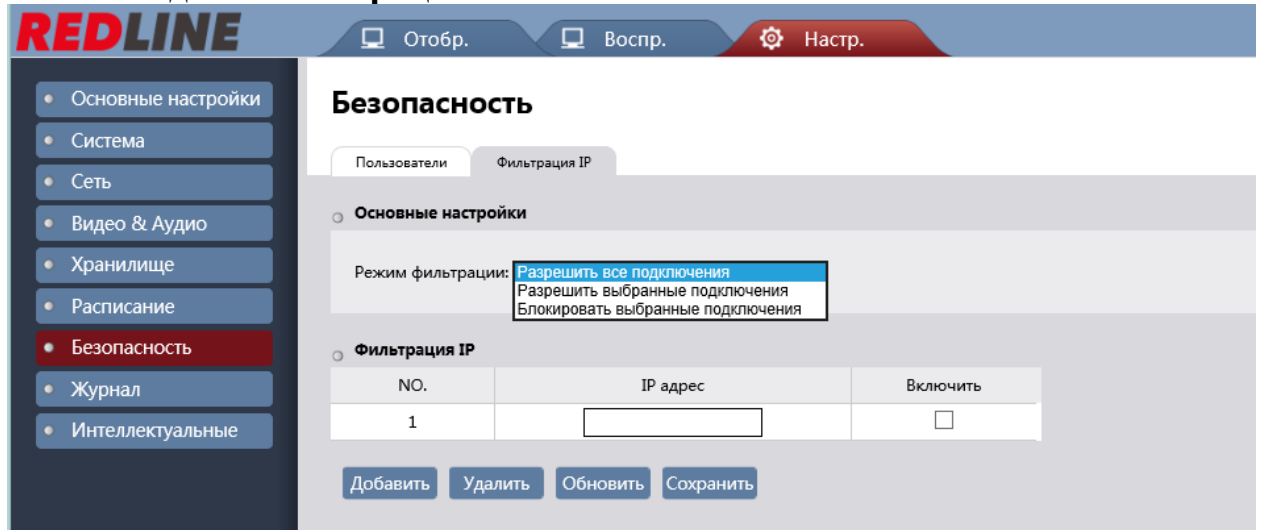 REDLINE
Отобр. Воспр. Настр.
Основные настройки
Система
Сеть
Видео & Аудио
Хранилище
Расписание
Безопасность
Журнал
Интеллектуальные
Безопасность
Пользователи Фильтрация IP
Основные настройки
Режим фильтрации: Разрешить все подключения
Разрешить выбранные подключения
Блокировать выбранные подключения
Фильтрация IP
NO. IP адрес Включить
1
Добавить Удалить Обновить Сохранить